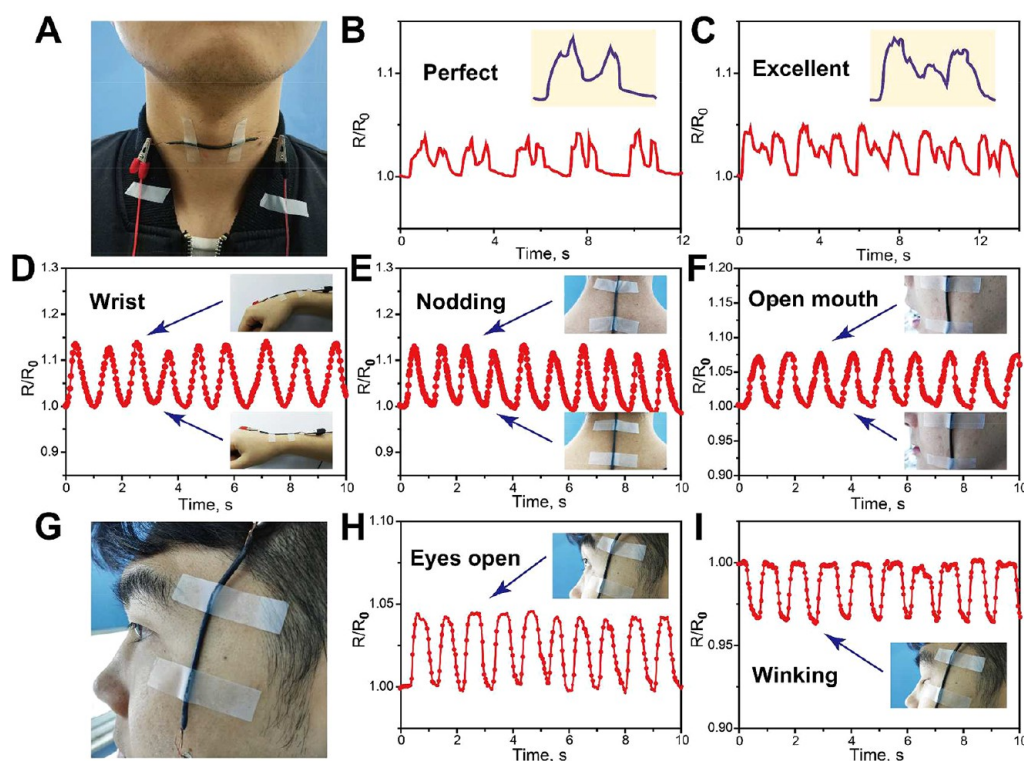 A
B
Perfect
R/R0
1.1
1.0
0 4 8 12
Time, s
C
Excellent
R/R0
1.1
1.0
0 4 8 12
Time, s
D
Wrist
R/R0
1.3
1.2
1.1
1.0
0.9
0 2 4 6 8 10
Time, s
E
Nodding
R/R0
1.3
1.2
1.1
1.0
0.9
0 2 4 6 8 10
Time, s
F
Open mouth
R/R0
1.20
1.15
1.10
1.05
1.00
0.95
0.90
0 2 4 6 8 10
Time, s
G
H
Eyes open
R/R0
1.10
1.05
1.00
0 2 4 6 8 10
Time, s
I
Winking
R/R0
1.00
0.95
0.90
0 2 4 6 8 10
Time, s